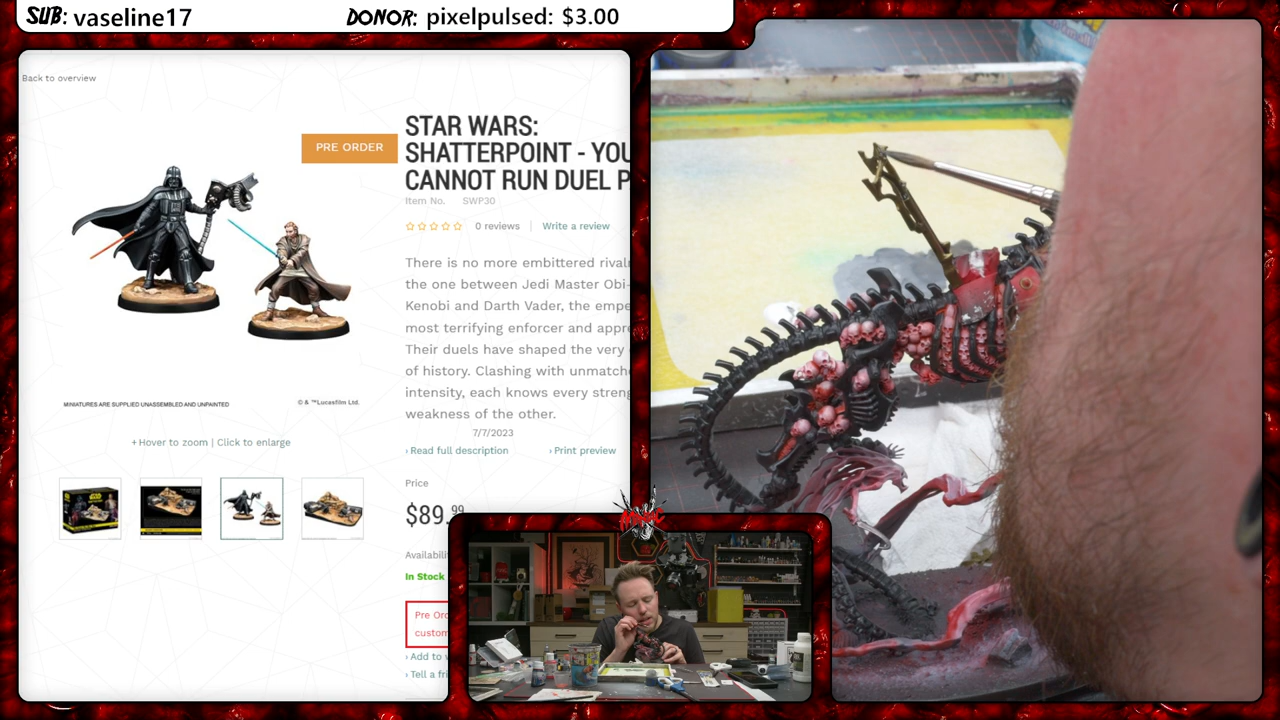 SUB: vaseline17
DONOR: pixelpulsed: $3.00
Back to overview
PRE ORDER
STAR WARS:
SHATTERPOINT - YOU
CANNOT RUN DUEL P
Item No. SWP30
0 reviews | Write a review
There is no more embittered rival
the one between Jedi Master Obi-
Kenobi and Darth Vader, the empe
most terrifying enforcer and appre
Their duels have shaped the very
of history. Clashing with unmatch
intensity, each knows every streng
weakness of the other.
7/7/2023
› Read full description › Print preview
MINIATURES ARE SUPPLIED UNASSEMBLED AND UNPAINTED
© & ™Lucasfilm Ltd.
+ Hover to zoom | Click to enlarge
Price
$89.99
Availabili
In Stock
Pre Ord
custom
› Add to w
› Tell a fri